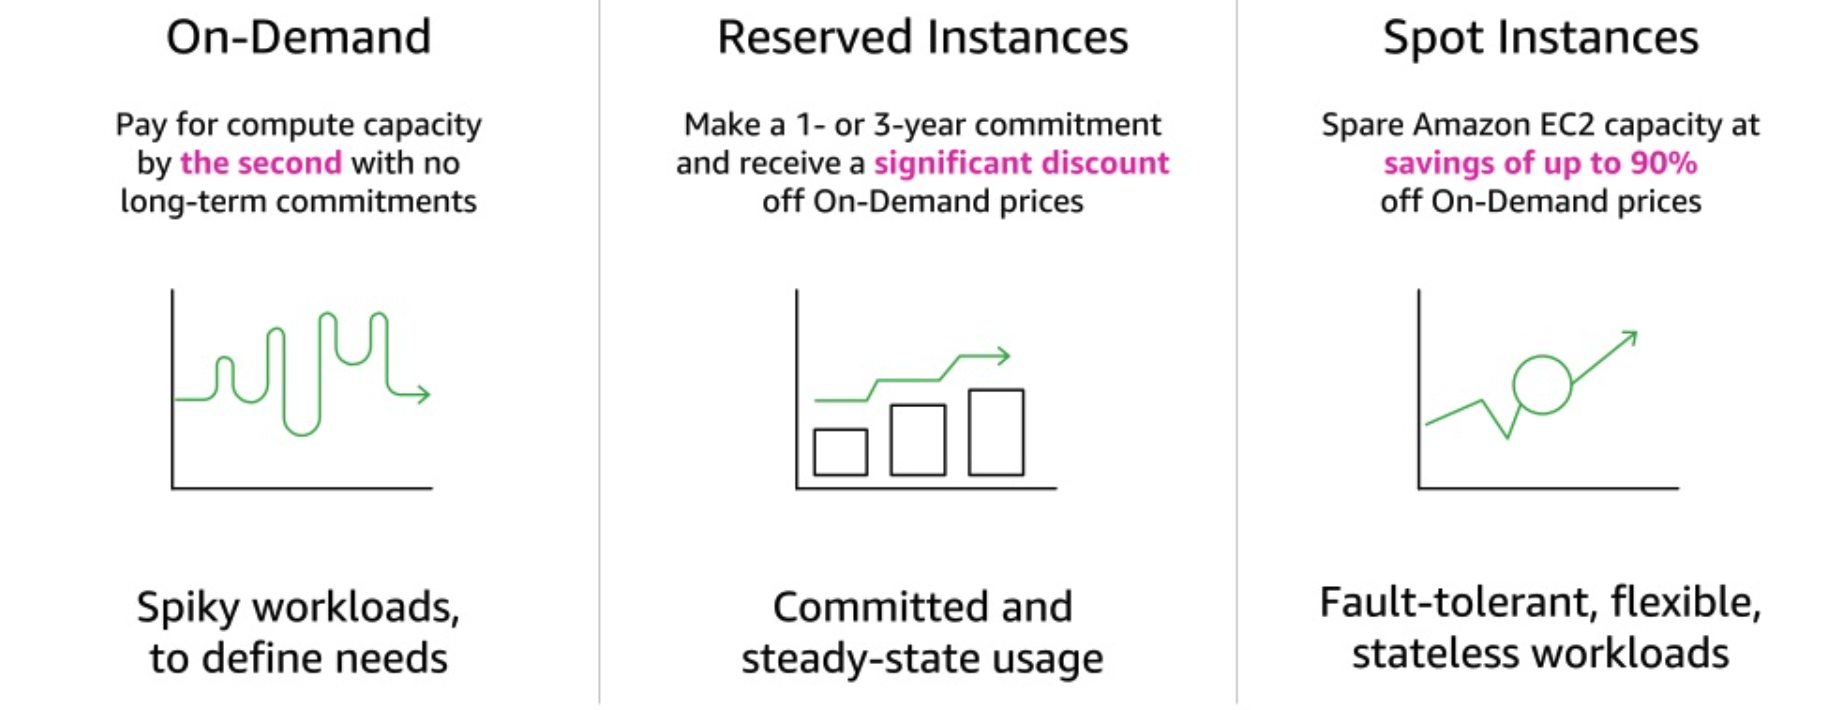 On-Demand
Pay for compute capacity
by the second with no
long-term commitments
Spiky workloads,
to define needs
Reserved Instances
Make a 1- or 3-year commitment
and receive a significant discount
off On-Demand prices
Committed and
steady-state usage
Spot Instances
Spare Amazon EC2 capacity at
savings of up to 90%
off On-Demand prices
Fault-tolerant, flexible,
stateless workloads